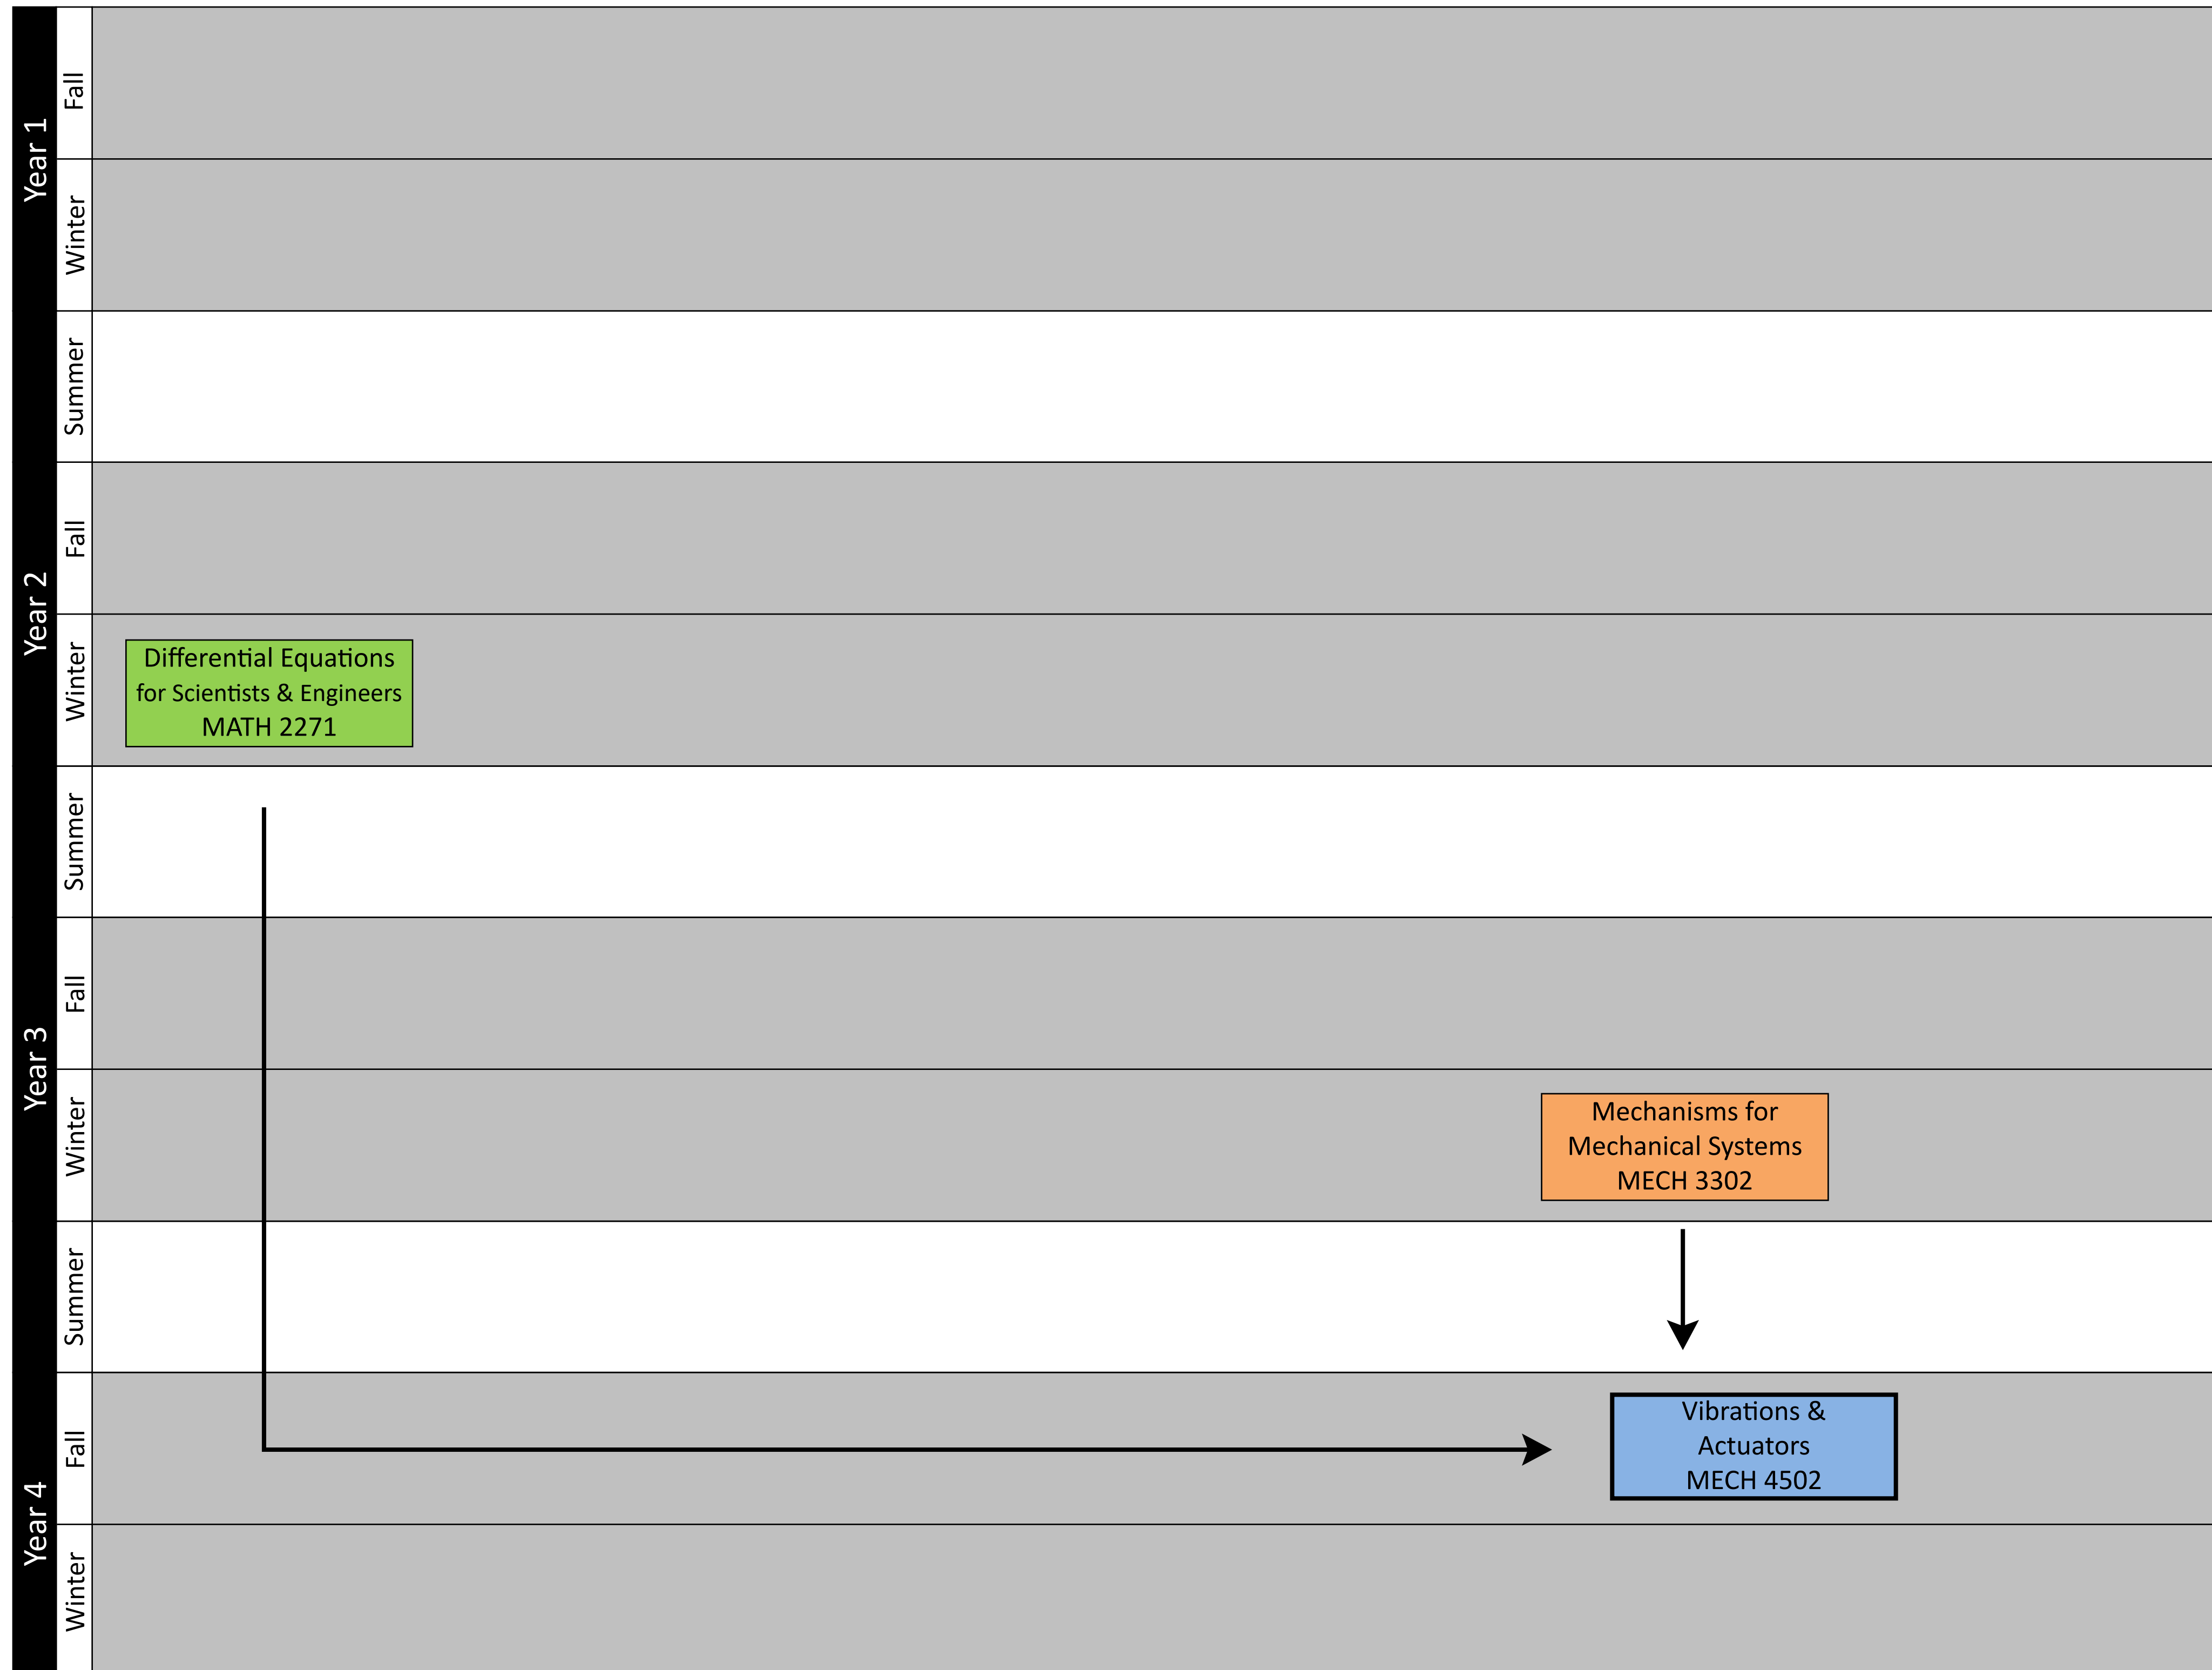 Year 1
Fall
Winter
Summer
Year 2
Fall
Winter
Differential Equations
for Scientists & Engineers
MATH 2271
Summer
Year 3
Fall
Winter
Mechanisms for
Mechanical Systems
MECH 3302
Summer
Year 4
Fall
Vibrations &
Actuators
MECH 4502
Winter